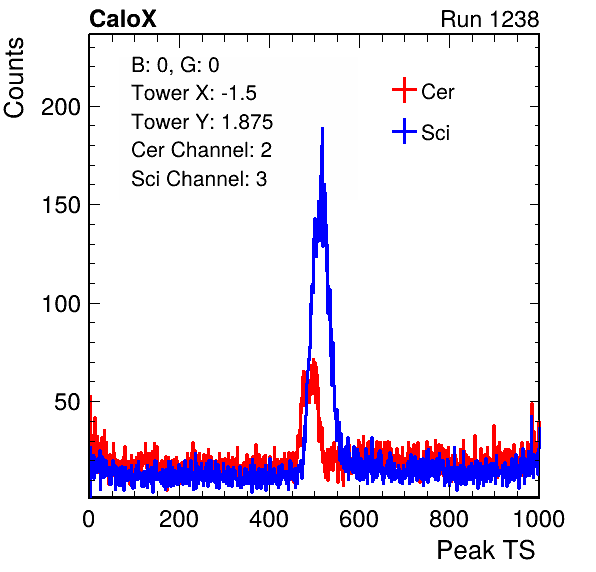 CaloX Run 1238
Counts
B: 0, G: 0
Tower X: -1.5
Tower Y: 1.875
Cer Channel: 2
Sci Channel: 3
Cer
Sci
200
150
100
50
0 200 400 600 800 1000
Peak TS